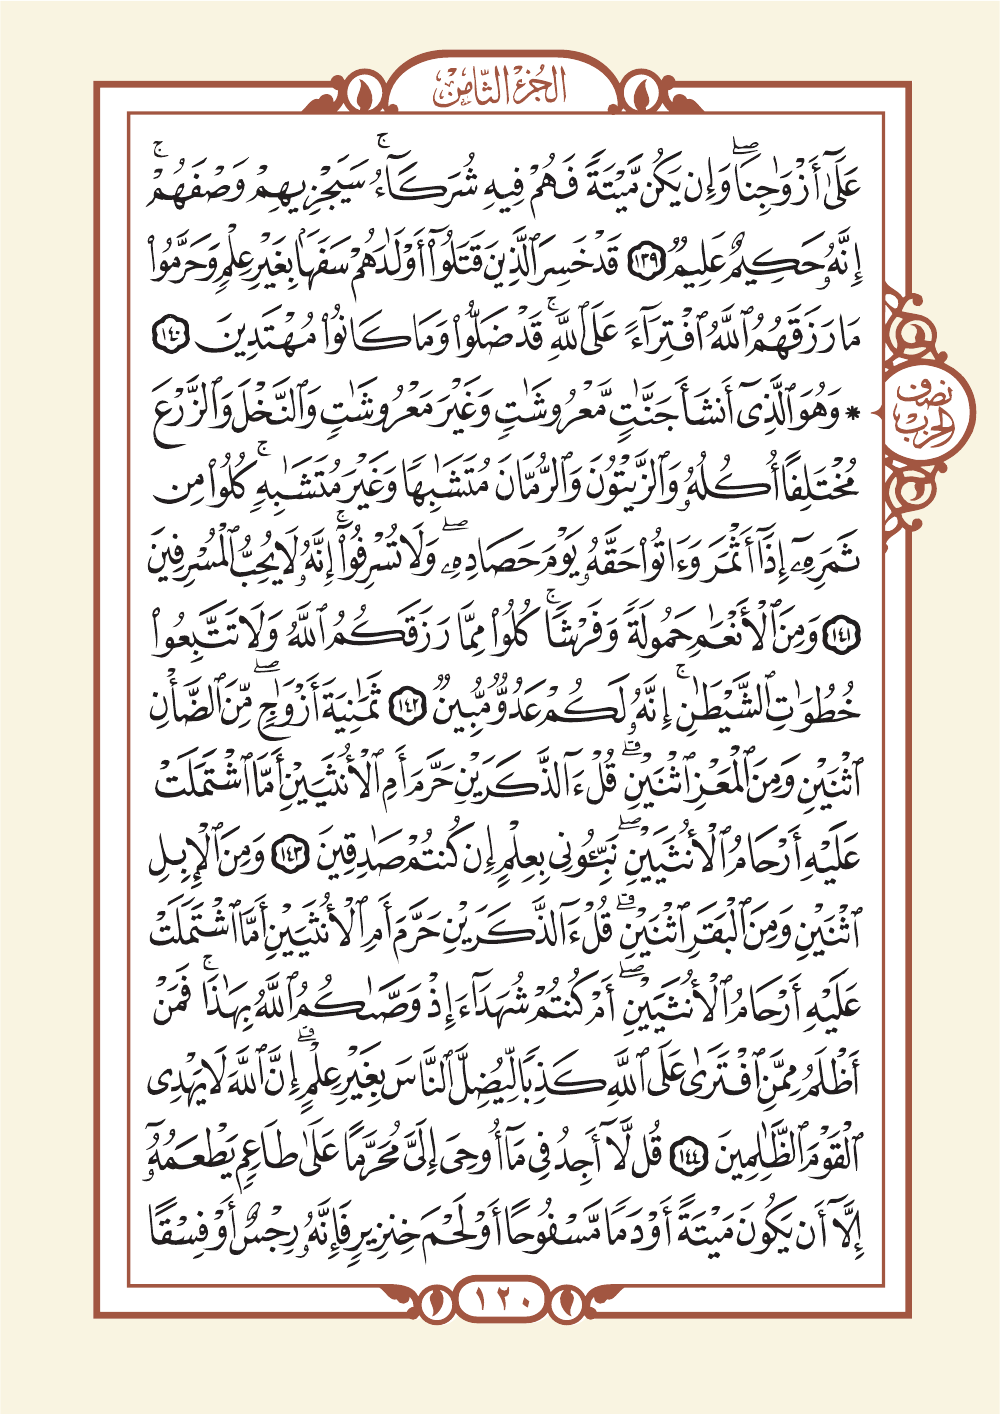 الجزء الثامن
عَلَىٰٓ أَزْوَٰجِنَاۖ وَإِن يَكُن مَّيْتَةً فَهُمْ فِيهِ شُرَكَآءُۚ سَيَجْزِيهِمْ وَصْفَهُمْۚ
إِنَّهُۥ حَكِيمٌ عَلِيمٌ ١٣٩ قَدْ خَسِرَ ٱلَّذِينَ قَتَلُوٓا۟ أَوْلَٰدَهُمْ سَفَهًۢا بِغَيْرِ عِلْمٍ وَحَرَّمُوا۟
مَا رَزَقَهُمُ ٱللَّهُ ٱفْتِرَآءً عَلَى ٱللَّهِۚ قَدْ ضَلُّوا۟ وَمَا كَانُوا۟ مُهْتَدِينَ ١٤٠
* وَهُوَ ٱلَّذِىٓ أَنشَأَ جَنَّٰتٍ مَّعْرُوشَٰتٍ وَغَيْرَ مَعْرُوشَٰتٍ وَٱلنَّخْلَ وَٱلزَّرْعَ
نصف
الحزب
مُخْتَلِفًا أُكُلُهُۥ وَٱلزَّيْتُونَ وَٱلرُّمَّانَ مُتَشَٰبِهًا وَغَيْرَ مُتَشَٰبِهٍۚ كُلُوا۟ مِن
ثَمَرِهِۦٓ إِذَآ أَثْمَرَ وَءَاتُوا۟ حَقَّهُۥ يَوْمَ حَصَادِهِۦۖ وَلَا تُسْرِفُوٓا۟ۚ إِنَّهُۥ لَا يُحِبُّ ٱلْمُسْرِفِينَ
١٤١ وَمِنَ ٱلْأَنْعَٰمِ حَمُولَةً وَفَرْشًاۚ كُلُوا۟ مِمَّا رَزَقَكُمُ ٱللَّهُ وَلَا تَتَّبِعُوا۟
خُطُوَٰتِ ٱلشَّيْطَٰنِۚ إِنَّهُۥ لَكُمْ عَدُوٌّ مُّبِينٌ ١٤٢ ثَمَٰنِيَةَ أَزْوَٰجٍۖ مِّنَ ٱلضَّأْنِ
ٱثْنَيْنِ وَمِنَ ٱلْمَعْزِ ٱثْنَيْنِۗ قُلْ ءَآلذَّكَرَيْنِ حَرَّمَ أَمِ ٱلْأُنثَيَيْنِ أَمَّا ٱشْتَمَلَتْ
عَلَيْهِ أَرْحَامُ ٱلْأُنثَيَيْنِۖ نَبِّـُٔونِى بِعِلْمٍ إِن كُنتُمْ صَٰدِقِينَ ١٤٣ وَمِنَ ٱلْإِبِلِ
ٱثْنَيْنِ وَمِنَ ٱلْبَقَرِ ٱثْنَيْنِۗ قُلْ ءَآلذَّكَرَيْنِ حَرَّمَ أَمِ ٱلْأُنثَيَيْنِ أَمَّا ٱشْتَمَلَتْ
عَلَيْهِ أَرْحَامُ ٱلْأُنثَيَيْنِۖ أَمْ كُنتُمْ شُهَدَآءَ إِذْ وَصَّىٰكُمُ ٱللَّهُ بِهَٰذَاۚ فَمَنْ
أَظْلَمُ مِمَّنِ ٱفْتَرَىٰ عَلَى ٱللَّهِ كَذِبًا لِّيُضِلَّ ٱلنَّاسَ بِغَيْرِ عِلْمٍۗ إِنَّ ٱللَّهَ لَا يَهْدِى
ٱلْقَوْمَ ٱلظَّٰلِمِينَ ١٤٤ قُل لَّآ أَجِدُ فِى مَآ أُوحِىَ إِلَىَّ مُحَرَّمًا عَلَىٰ طَاعِمٍ يَطْعَمُهُۥٓ
إِلَّآ أَن يَكُونَ مَيْتَةً أَوْ دَمًا مَّسْفُوحًا أَوْ لَحْمَ خِنزِيرٍ فَإِنَّهُۥ رِجْسٌ أَوْ فِسْقًا
١٢٠